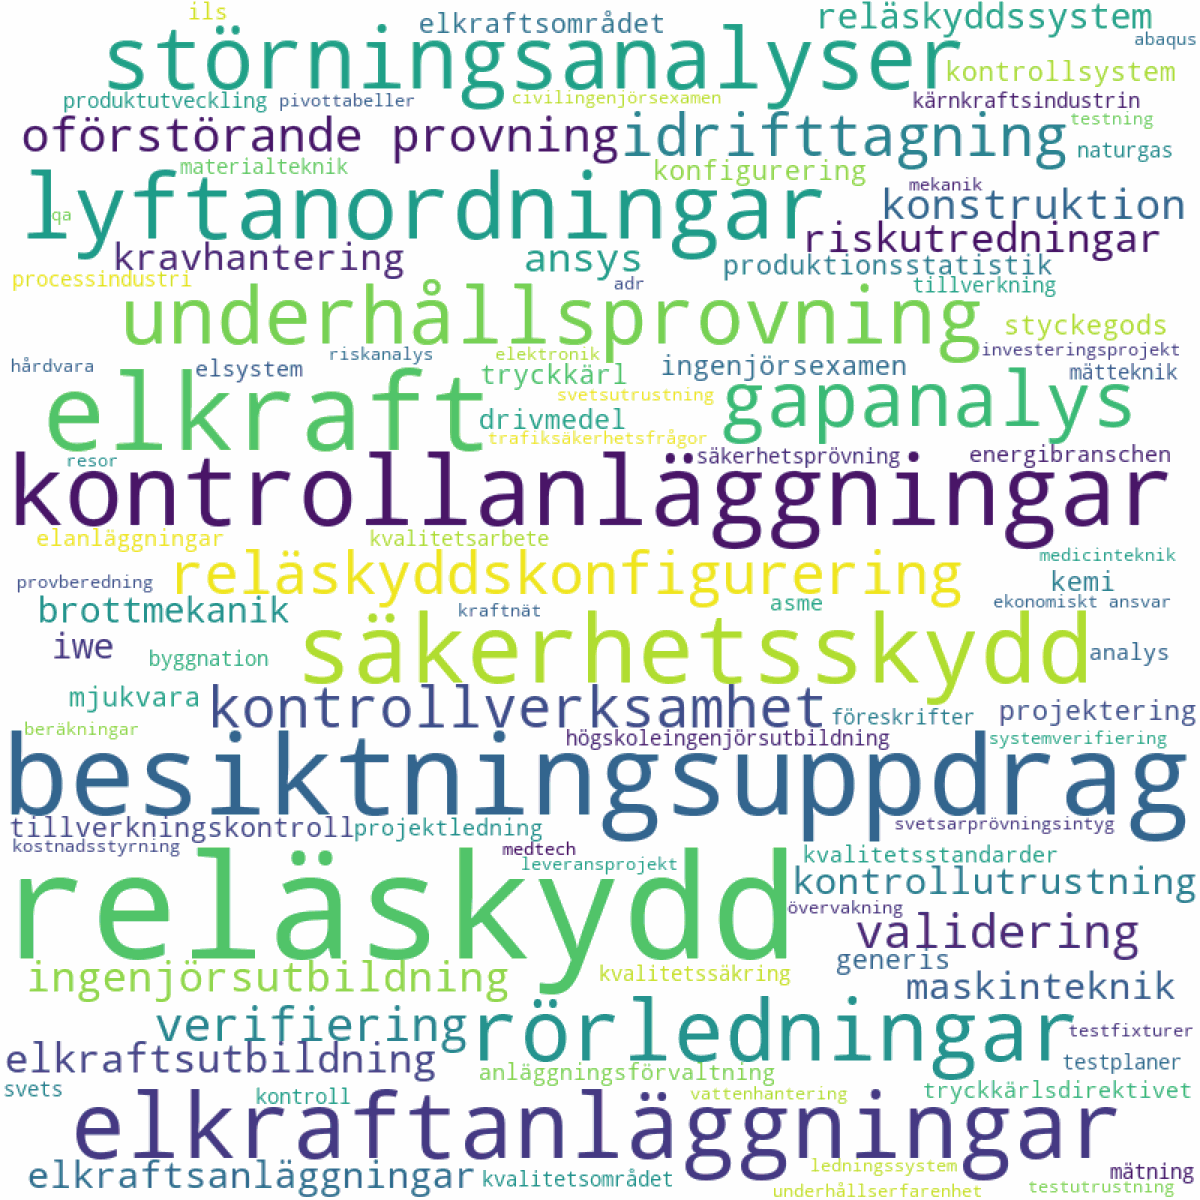 ils
elkraftsområdet
reläskyddssystem
störningsanalyser
abaqus
kontrollsystem
produktutveckling
pivottabeller
civilingenjörsexamen
kärnkraftsindustrin
oförstörande provning
idrifttagning
testning
naturgas
materialteknik
konfigurering
mekanik
lyftanordningar
qa
konstruktion
riskutredningar
kravhantering
ansys
produktionsstatistik
processindustri
adr
tillverkning
underhållsprovning
styckegods
hårdvara
riskanalys
elektronik
investeringsprojekt
elsystem
tryckkärl
ingenjörsexamen
mätteknik
elkraft
svetsutrustning
gapanalys
drivmedel
trafiksäkerhetsfrågor
resor
säkerhetsprövning
energibranschen
kontrollanläggningar
elanläggningar
kvalitetsarbete
medicinteknik
reläskyddskonfigurering
provberedning
kemi
brottmekanik
kraftnät
asme
ekonomiskt ansvar
iwe
säkerhetsskydd
byggnation
analys
mjukvara
kontrollverksamhet
föreskrifter
projektering
beräkningar
högskoleingenjörsutbildning
systemverifiering
besiktningsuppdrag
tillverkningskontroll
projektledning
svetsarprövningsintyg
kostnadsstyrning
medtech
leveransprojekt
kvalitetsstandarder
reläskydd
kontrollutrustning
övervakning
validering
ingenjörsutbildning
kvalitetssäkring
generis
maskinteknik
verifiering
rörledningar
testfixturer
elkraftsutbildning
testplaner
anläggningsförvaltning
svets
kontroll
vattenhantering
tryckkärlsdirektivet
elkraftanläggningar
elkraftsanläggningar
kvalitetsområdet
ledningssystem
mätning
underhållserfarenhet
testutrustning